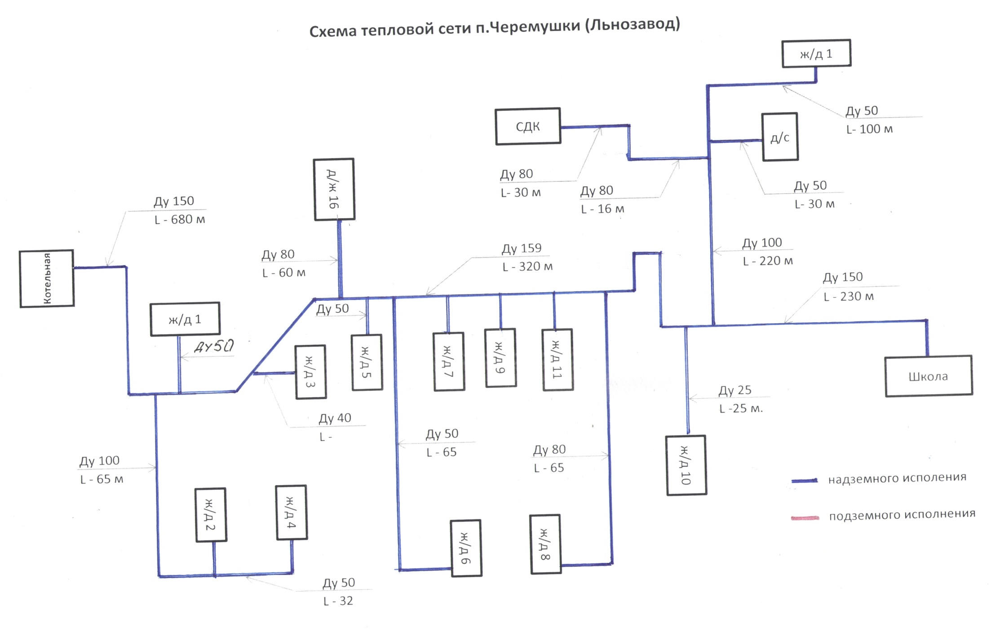 Схема тепловой сети п.Черемушки (Льнозавод)
ж/д 1
Ду 50
L- 100 м
СДК
д/с
Ду 80
L- 30 м
Ду 80
L - 16 м
Ду 50
L- 30 м
д/ж 16
Ду 150
L - 680 м
Котельная
Ду 80
L - 60 м
Ду 159
L - 320 м
Ду 100
L - 220 м
Ду 150
L - 230 м
ж/д 1
Ду 50
ДУ50
ж/д 3
ж/д 5
ж/д 7
ж/д 9
ж/д 11
Школа
Ду 25
L -25 м.
Ду 40
L -
Ду 50
L - 65
Ду 80
L - 65
ж/д 10
Ду 100
L - 65 м
ж/д 2
ж/д 4
ж/д 6
ж/д 8
Ду 50
L - 32
надземного исполения
подземного исполнения